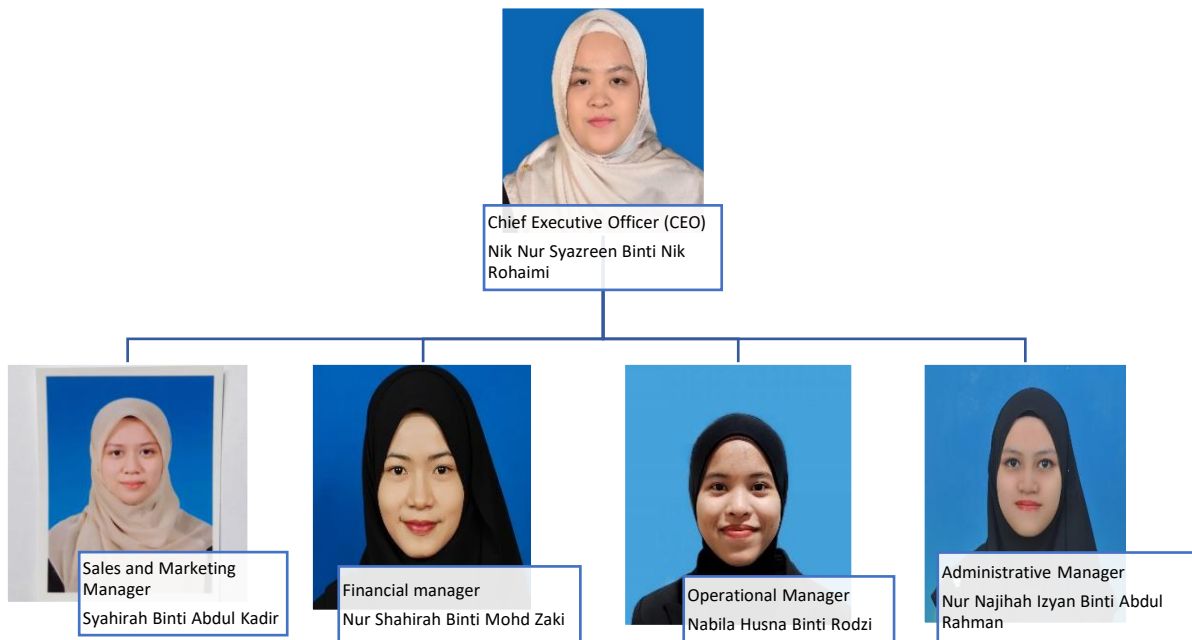 Chief Executive Officer (CEO)
Nik Nur Syazreen Binti Nik
Rohaimi
Sales and Marketing
Manager
Syahirah Binti Abdul Kadir
Financial manager
Nur Shahirah Binti Mohd Zaki
Operational Manager
Nabila Husna Binti Rodzi
Administrative Manager
Nur Najihah Izyan Binti Abdul
Rahman